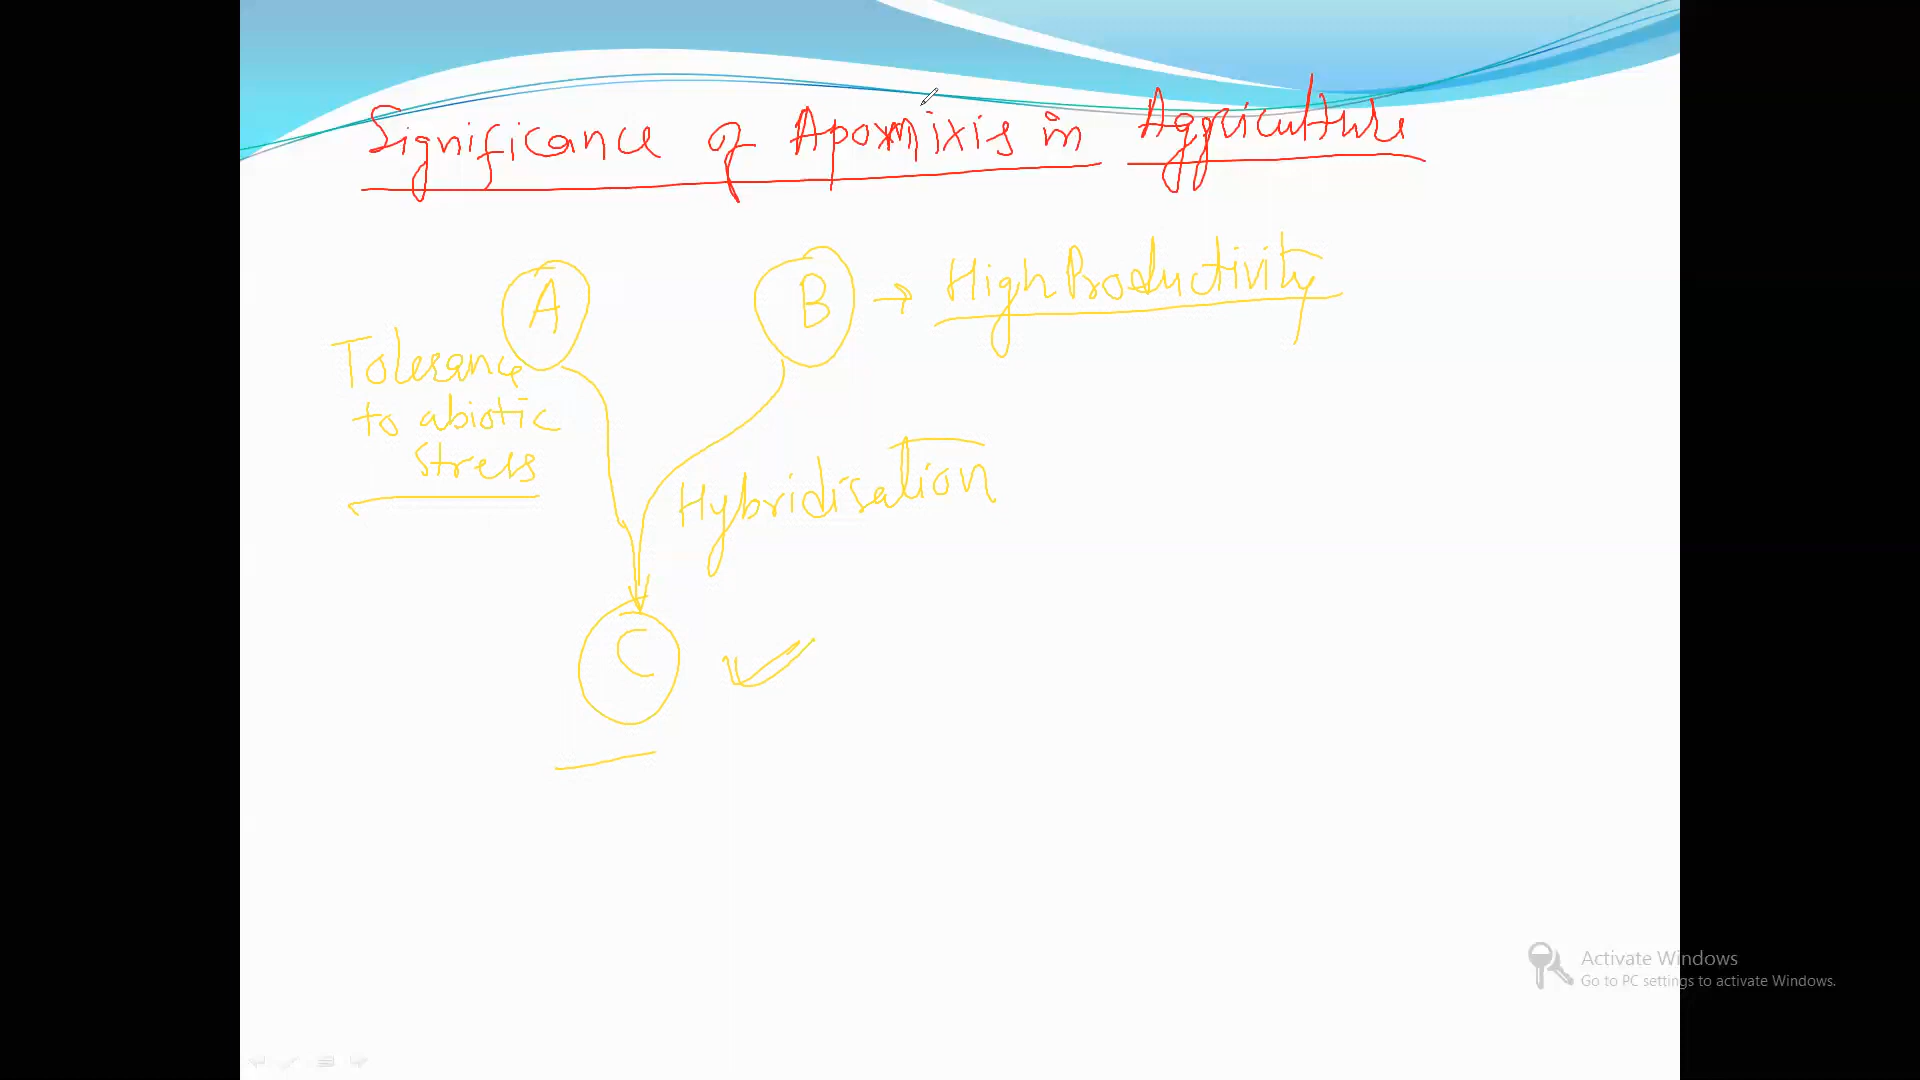 Significance of Apomixis in Aggriculture
A
B → High Productivity
Tolerance
to abiotic
stress
Hybridisation
C
Activate Windows
Go to PC settings to activate Windows.